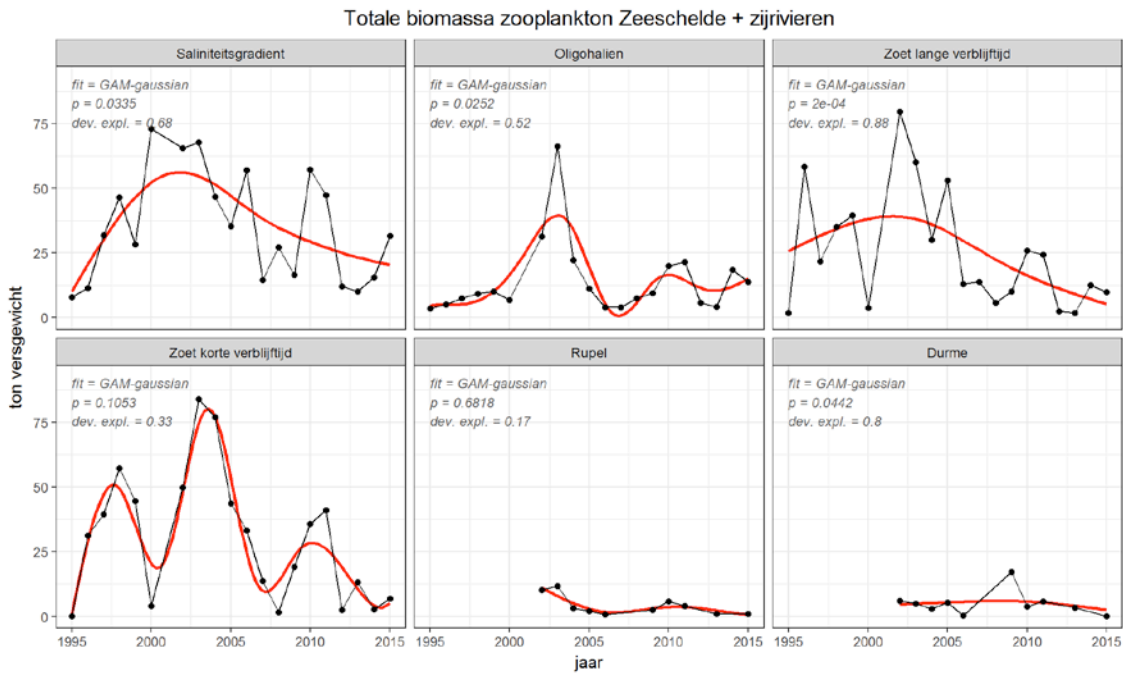 Totale biomassa zooplankton Zeeschelde + zijrivieren
Saliniteitsgradient
fit = GAM-gaussian
p = 0.0335
dev. expl. = 0.68
Oligohalien
fit = GAM-gaussian
p = 0.0252
dev. expl. = 0.52
Zoet lange verblijftijd
fit = GAM-gaussian
p = 2e-04
dev. expl. = 0.88
75
50
25
0
Zoet korte verblijftijd
fit = GAM-gaussian
p = 0.1053
dev. expl. = 0.33
Rupel
fit = GAM-gaussian
p = 0.6818
dev. expl. = 0.17
Durme
fit = GAM-gaussian
p = 0.0442
dev. expl. = 0.8
75
50
25
0
ton versgewicht
1995 2000 2005 2010 2015
1995 2000 2005 2010 2015
1995 2000 2005 2010 2015
jaar